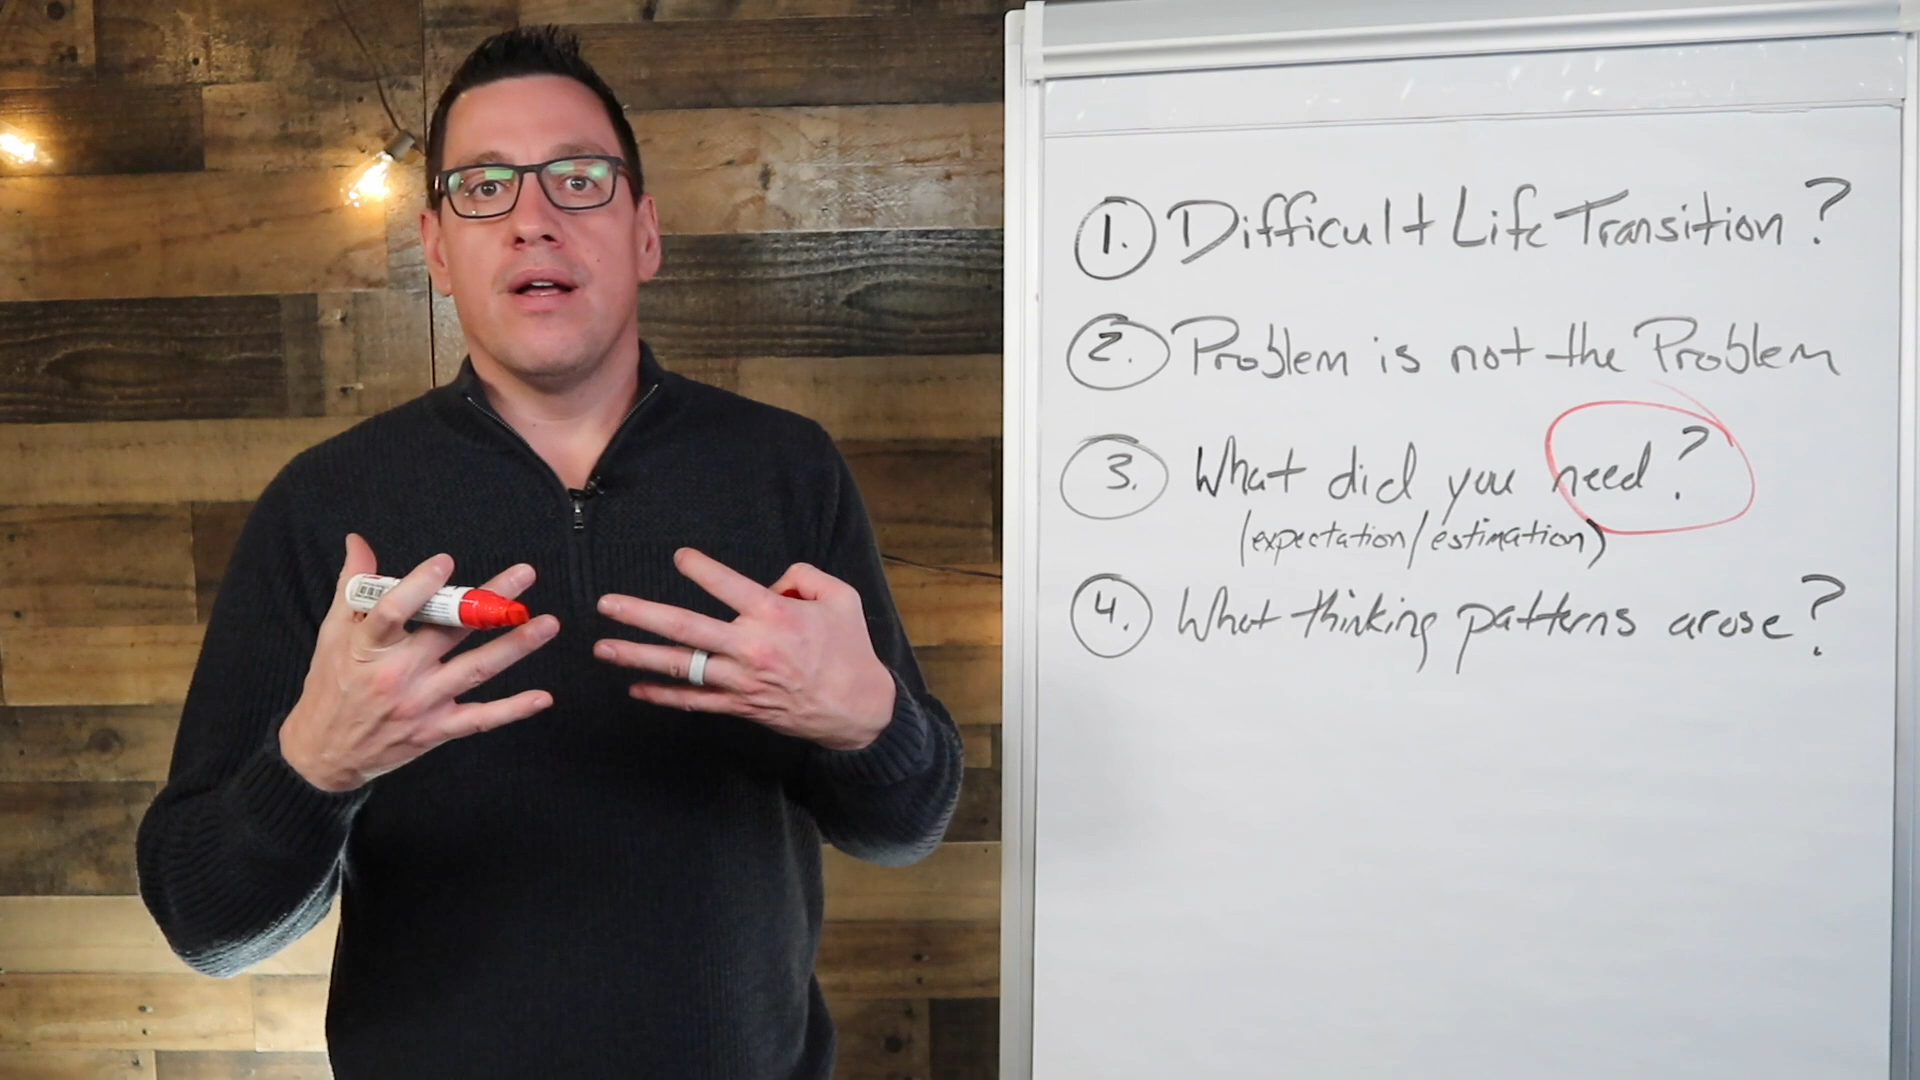 1. Difficult Life Transition?
2. Problem is not the Problem
3. What did you need?
(expectation/estimation)
4. What thinking patterns arose?